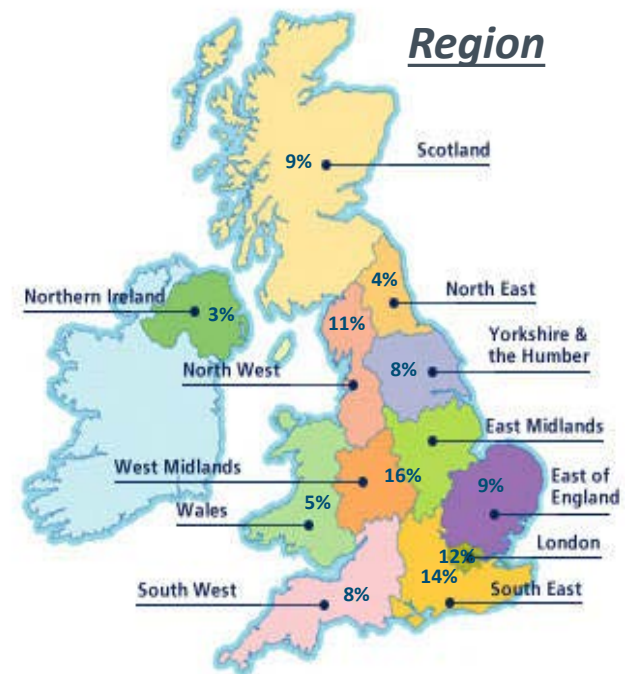 Region
9%
Scotland
4%
North East
Northern Ireland
3%
11%
Yorkshire &
the Humber
8%
North West
East Midlands
West Midlands
16%
9%
East of
England
5%
Wales
12%
London
14%
South East
South West
8%